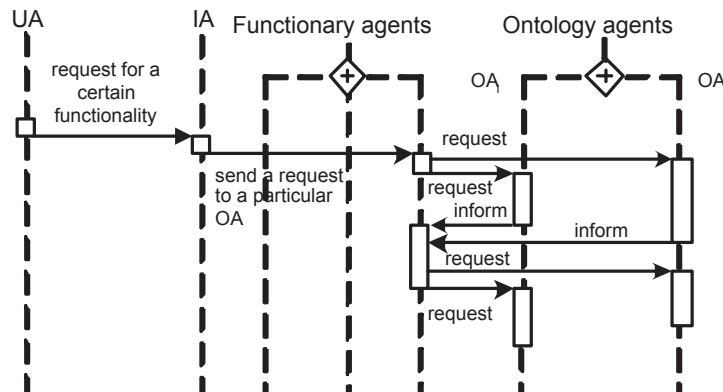 UA
IA
Functionary agents
Ontology agents
request for a
certain
functionality
OAı
OA
request
send a request
to a particular
OA
request
inform
inform
request
request